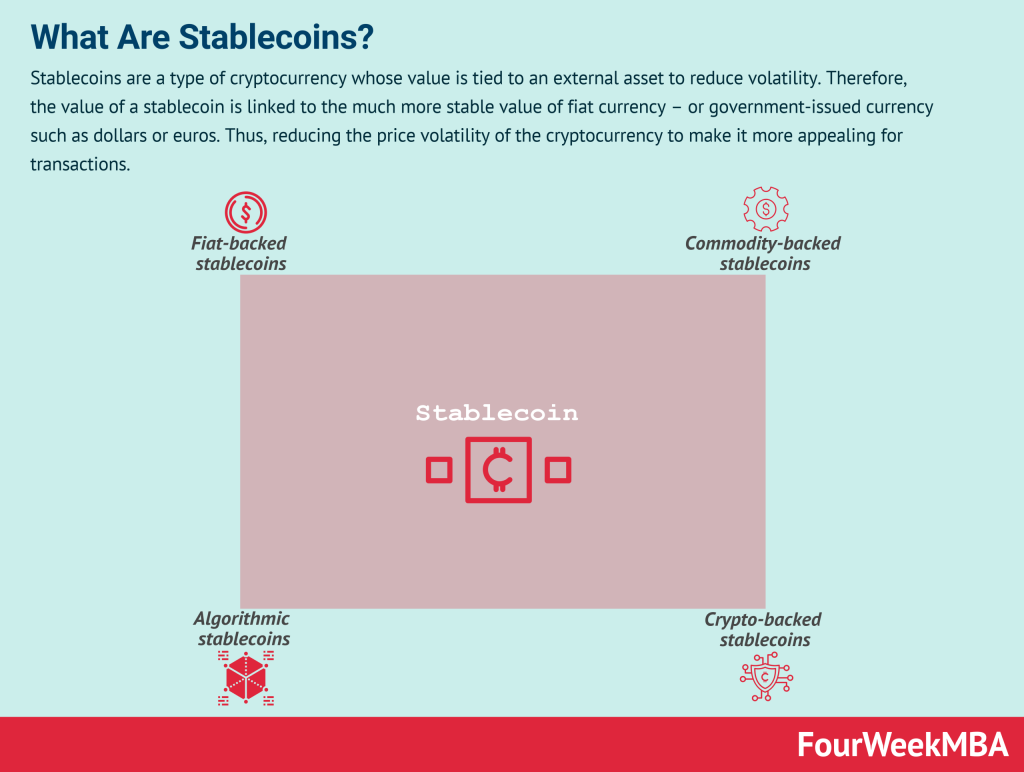 What Are Stablecoins?
Stablecoins are a type of cryptocurrency whose value is tied to an external asset to reduce volatility. Therefore,
the value of a stablecoin is linked to the much more stable value of fiat currency – or government-issued currency
such as dollars or euros. Thus, reducing the price volatility of the cryptocurrency to make it more appealing for
transactions.
Fiat-backed
stablecoins
Commodity-backed
stablecoins
Stablecoin
Algorithmic
stablecoins
Crypto-backed
stablecoins
FourWeekMBA